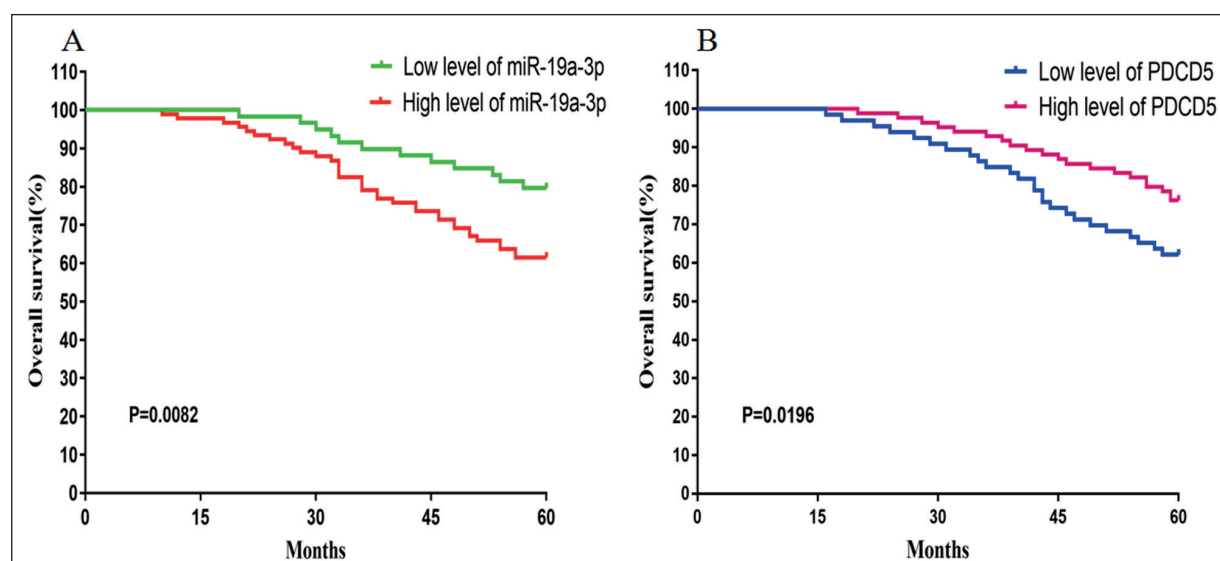 A
Low level of miR-19a-3p
High level of miR-19a-3p
110
100
90
80
70
60
50
40
30
20
10
0
Overall survival(%)
P=0.0082
0 15 30 45 60
Months
B
Low level of PDCD5
High level of PDCD5
110
100
90
80
70
60
50
40
30
20
10
0
Overall survival(%)
P=0.0196
0 15 30 45 60
Months